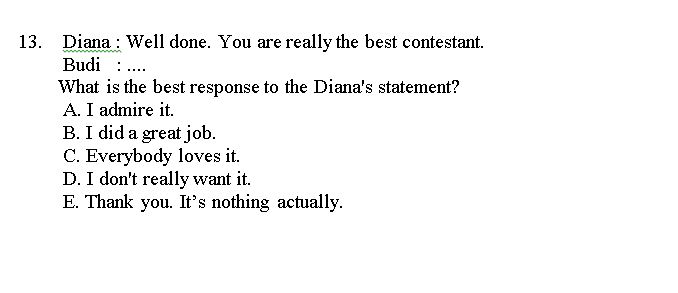 13. Diana : Well done. You are really the best contestant.
Budi : ....
What is the best response to the Diana's statement?
A. I admire it.
B. I did a great job.
C. Everybody loves it.
D. I don't really want it.
E. Thank you. It’s nothing actually.